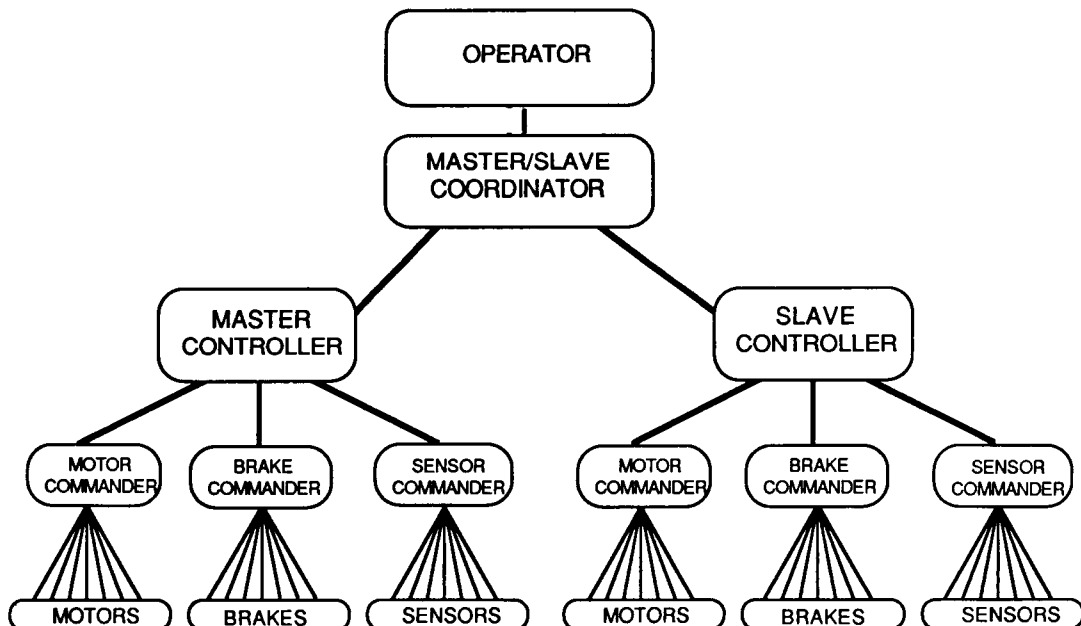 OPERATOR
MASTER/SLAVE
COORDINATOR
MASTER
CONTROLLER
SLAVE
CONTROLLER
MOTOR
COMMANDER
BRAKE
COMMANDER
SENSOR
COMMANDER
MOTOR
COMMANDER
BRAKE
COMMANDER
SENSOR
COMMANDER
MOTORS
BRAKES
SENSORS
MOTORS
BRAKES
SENSORS